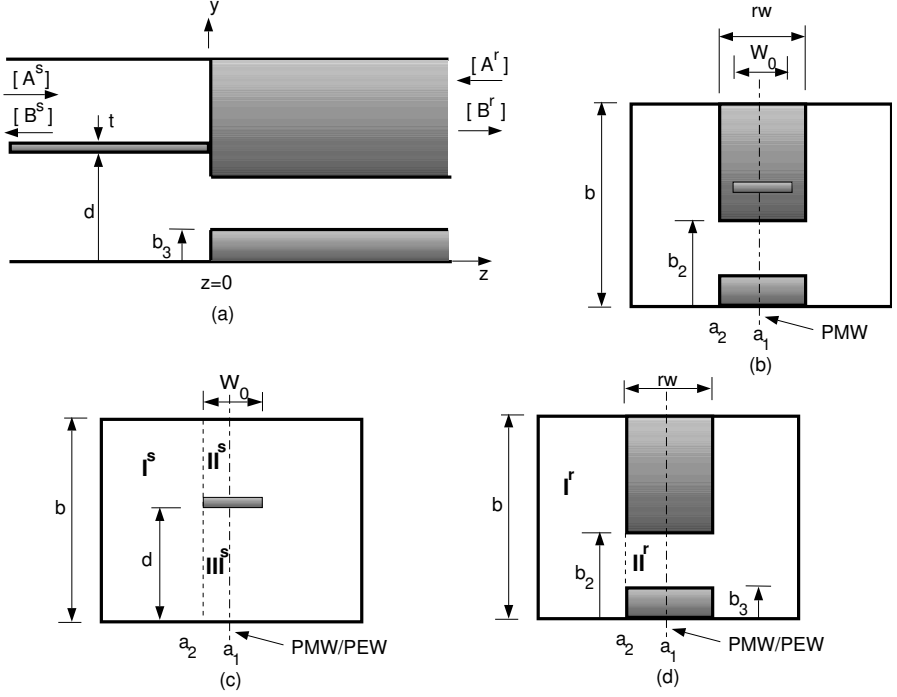 y
[ A^s ]
[ B^s ]
t
d
b_3
[ A^r ]
[ B^r ]
z
z=0
(a)
rw
W_0
b
b_2
a_2
a_1
PMW
(b)
W_0
I^s
II^s
b
d
III^s
a_2
a_1
PMW/PEW
(c)
rw
b
I^r
b_2
II^r
b_3
a_2
a_1
PMW/PEW
(d)